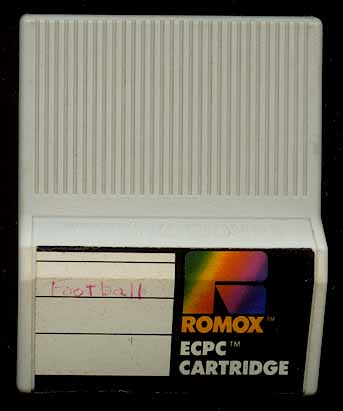 Football
ROMOX™
ECPC™
CARTRIDGE